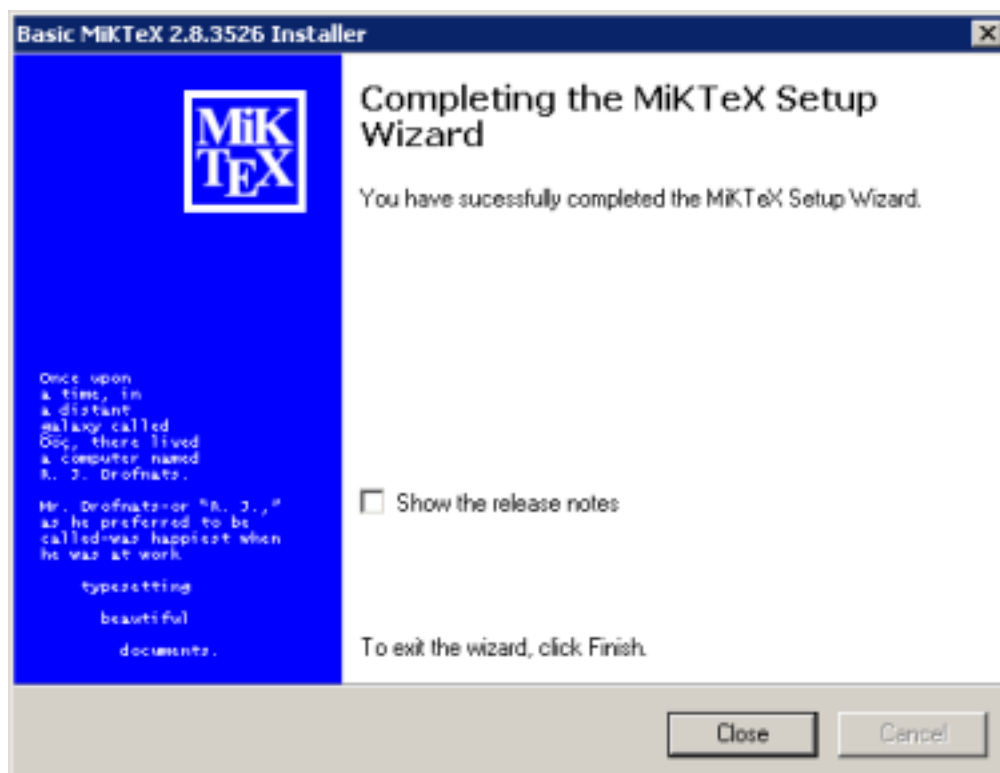 Basic MiKTeX 2.8.3526 Installer
MiK
TEX
Completing the MiKTeX Setup
Wizard
You have sucessfully completed the MiKTeX Setup Wizard.
Once upon
a time, in
a distant
galaxy called
Ööç, there lived
a computer named
R. J. Drofnats.
Mr. Drofnats-or "R. J.,"
as he preferred to be
called-was happiest when
he was at work
typesetting
beautiful
documents.
Show the release notes
To exit the wizard, click Finish.
Close
Cancel